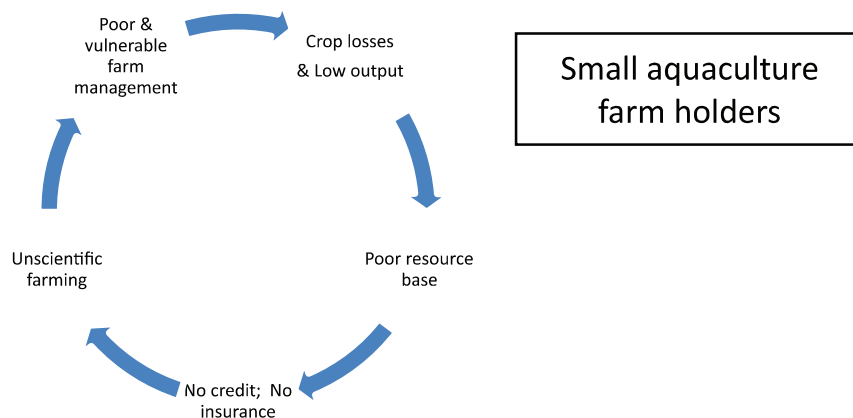 Poor &
vulnerable
farm
management
Crop losses
& Low output
Small aquaculture
farm holders
Unscientific
farming
Poor resource
base
No credit;  No
insurance